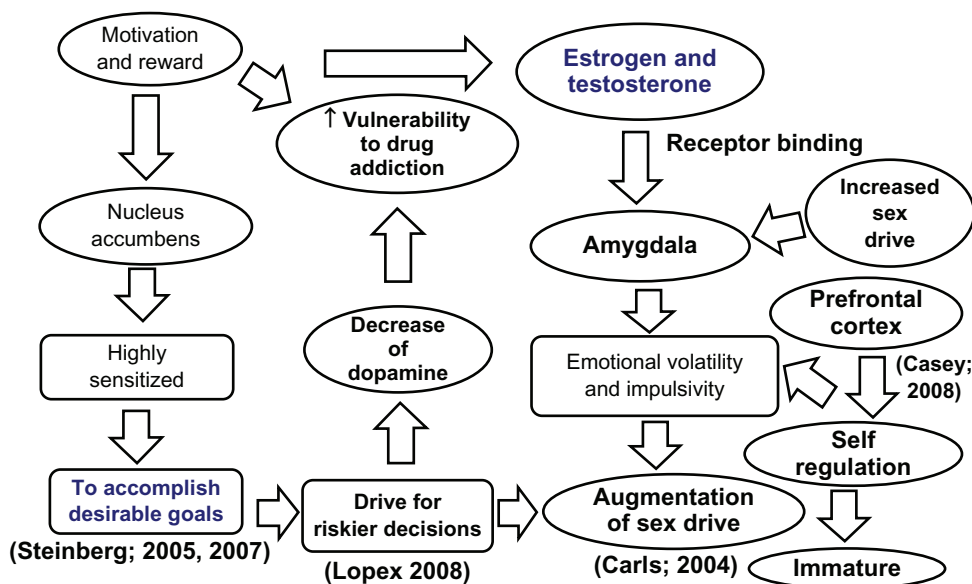 Motivation
and reward
Estrogen and
testosterone
↑ Vulnerability
to drug
addiction
Receptor binding
Increased
sex
drive
Nucleus
accumbens
Amygdala
Prefrontal
cortex
Decrease
of
dopamine
Highly
sensitized
Emotional volatility
and impulsivity
(Casey;
2008)
Self
regulation
To accomplish
desirable goals
Drive for
riskier decisions
Augmentation
of sex drive
(Steinberg; 2005, 2007)
(Lopex 2008)
(Carls; 2004)
Immature